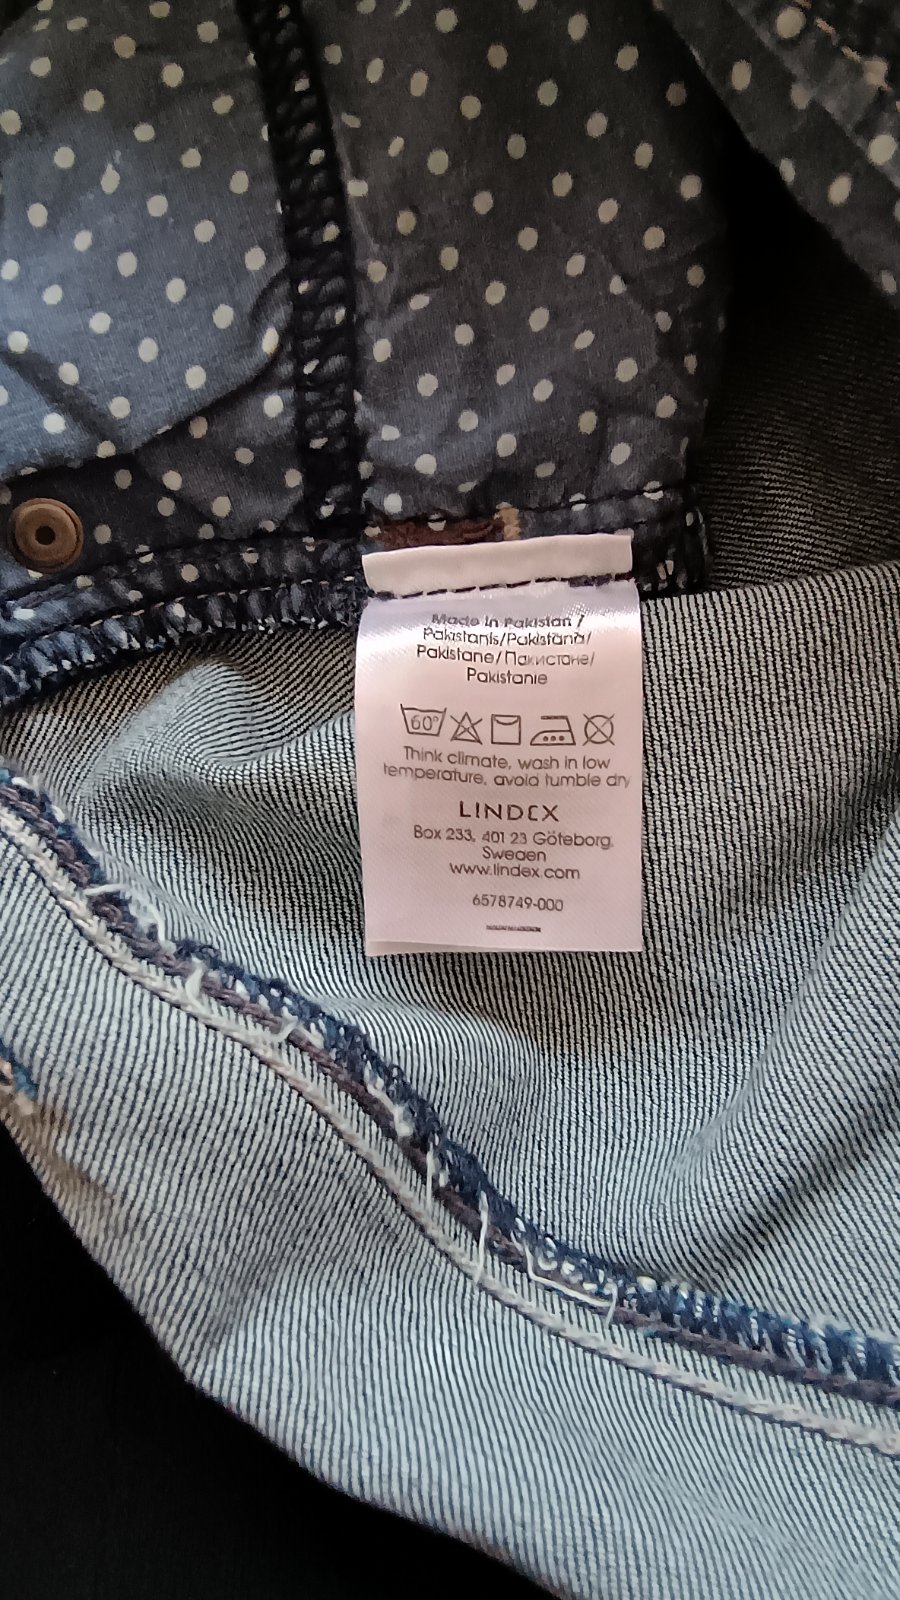 Made in Pakistan /
Pakistanis/Pakistana/
Pakistane/Пакистане/
Pakistanie
60°
Think climate, wash in low
temperature, avoid tumble dry
LINDEX
Box 233, 401 23 Göteborg,
Sweden
www.lindex.com
6578749-000